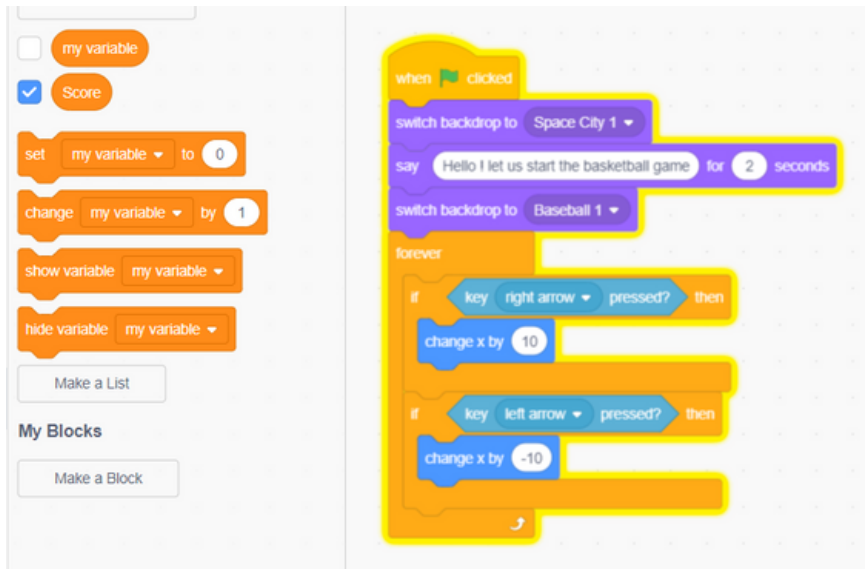 my variable
Score
set my variable to 0
change my variable by 1
show variable my variable
hide variable my variable
Make a List
My Blocks
Make a Block
when clicked
switch backdrop to Space City 1
say Hello ! let us start the basketball game for 2 seconds
switch backdrop to Baseball 1
forever
if key right arrow pressed? then
change x by 10
if key left arrow pressed? then
change x by -10